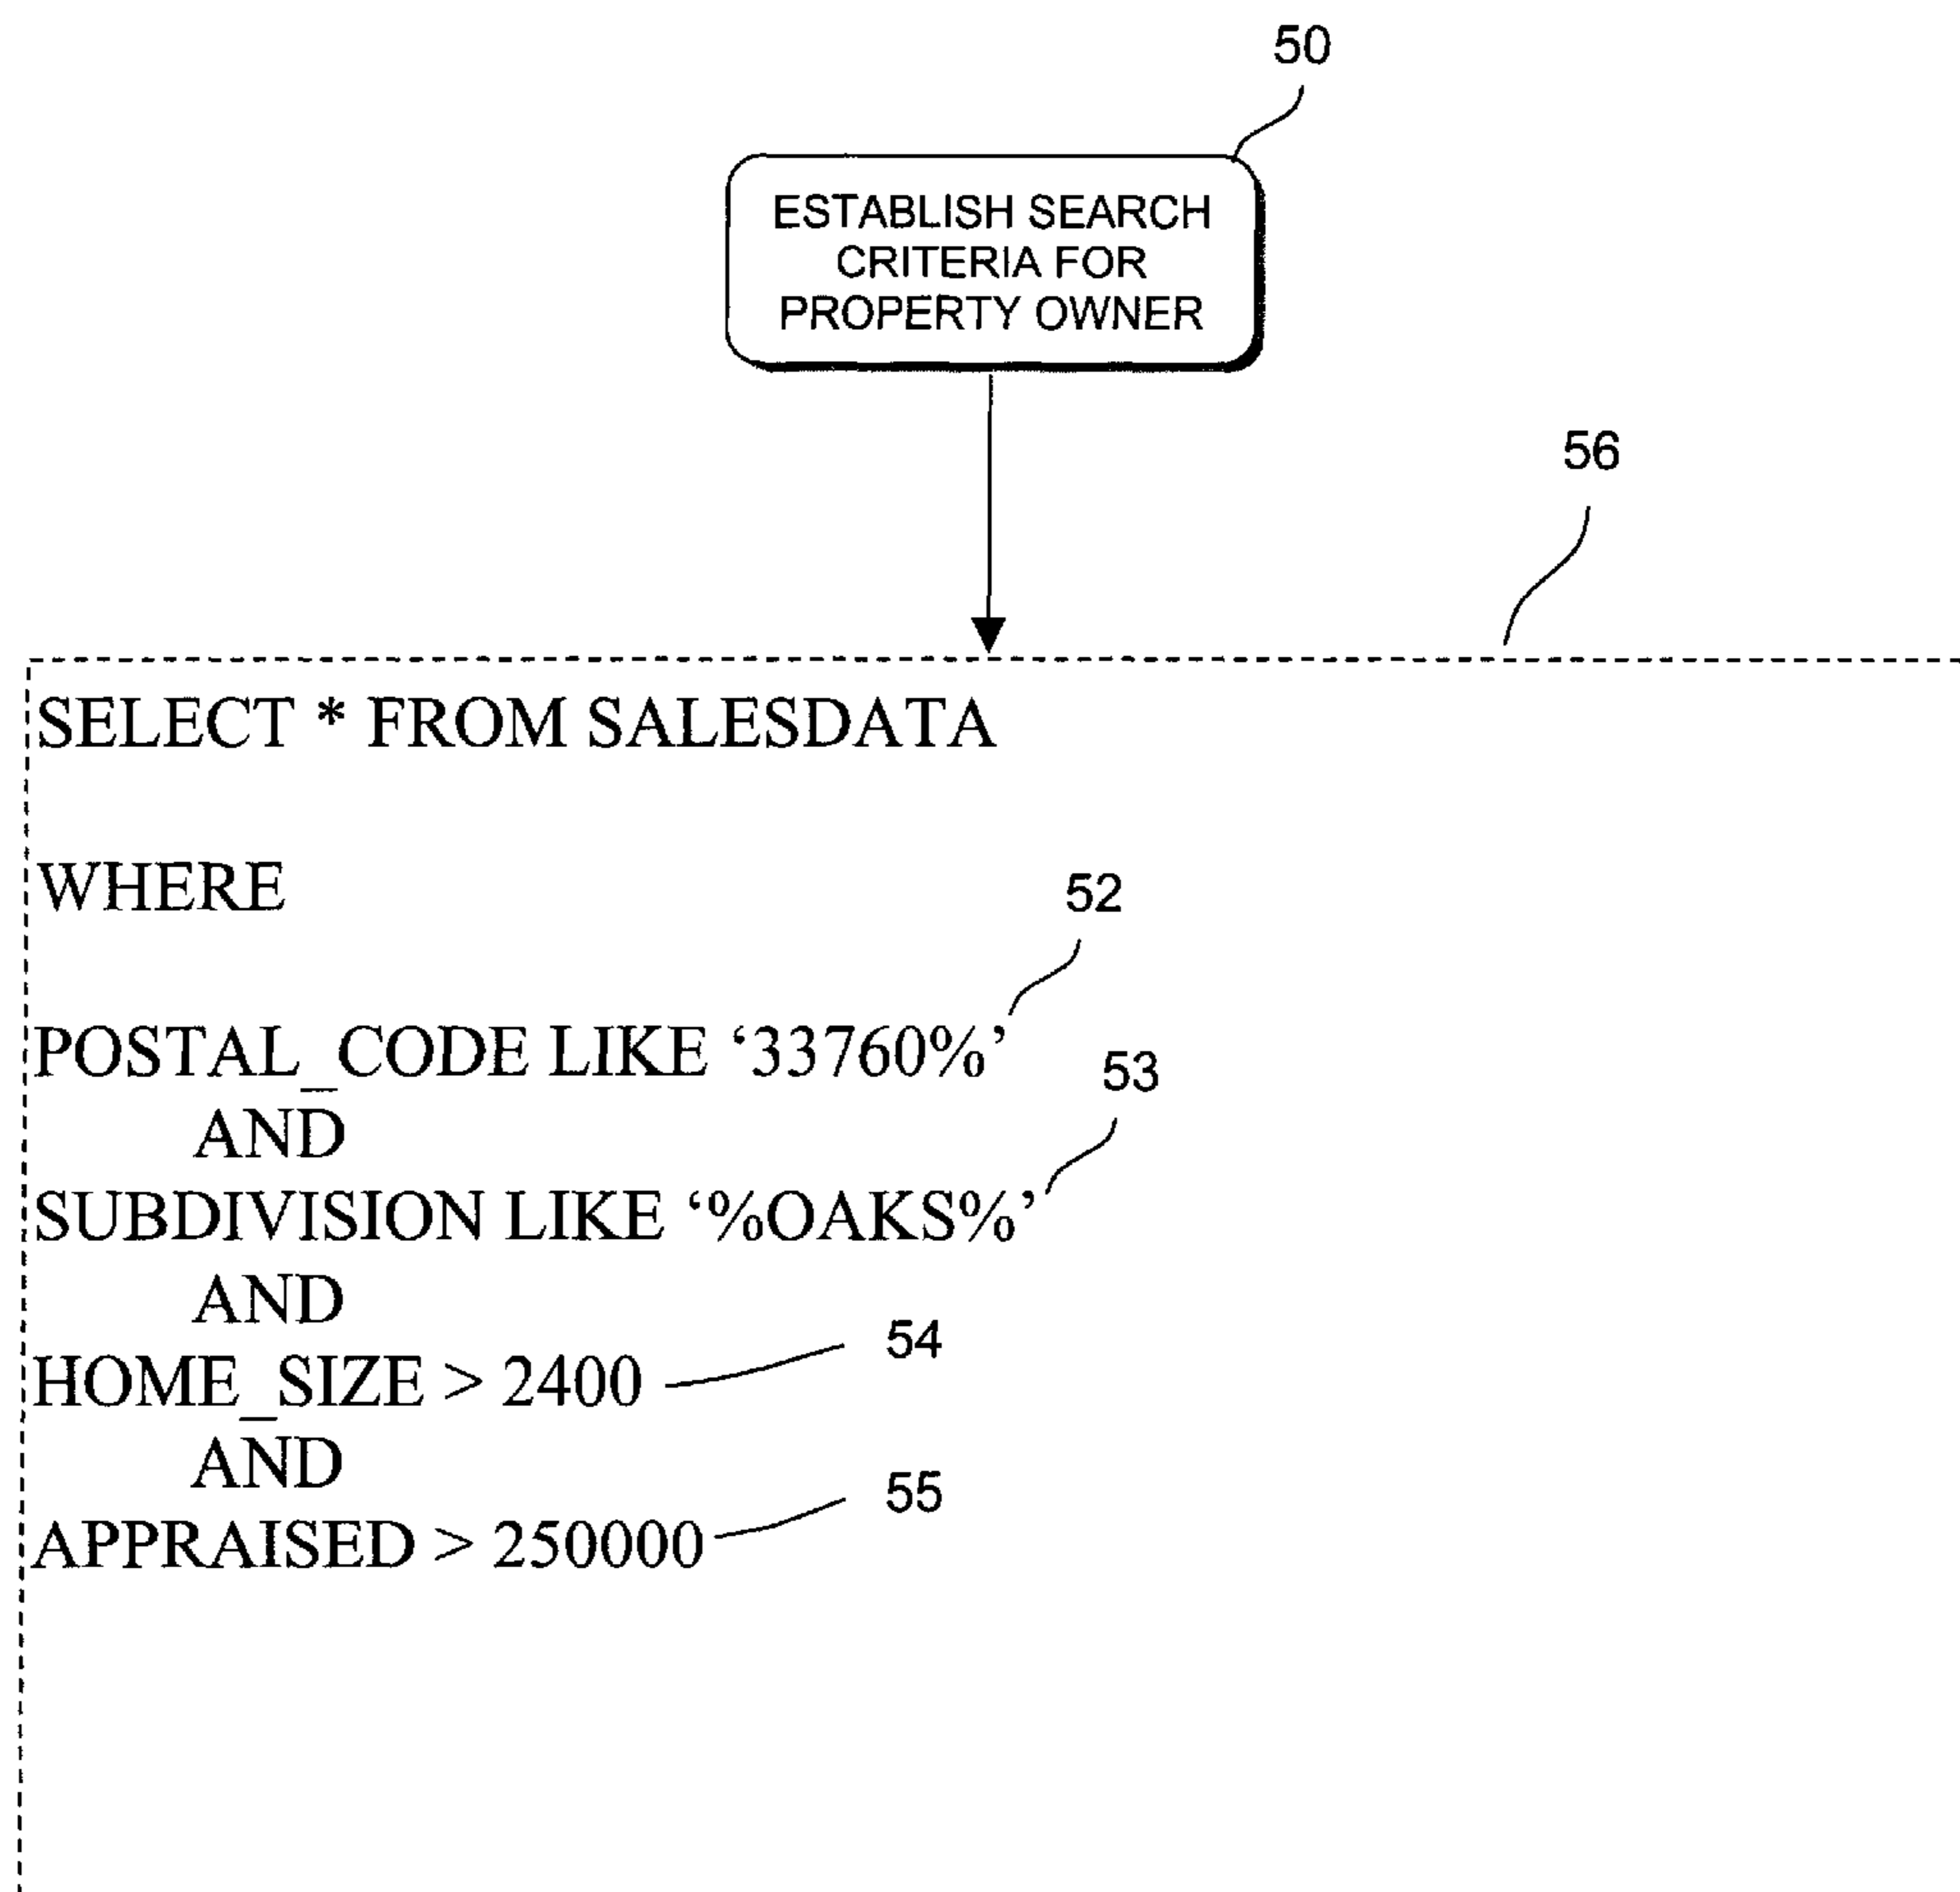 50
ESTABLISH SEARCH
CRITERIA FOR
PROPERTY OWNER
56
SELECT * FROM SALESDATA
WHERE
52
POSTAL_CODE LIKE ‘33760%’
53
AND
SUBDIVISION LIKE ‘%OAKS%’
AND
54
HOME_SIZE > 2400
AND
55
APPRAISED > 250000